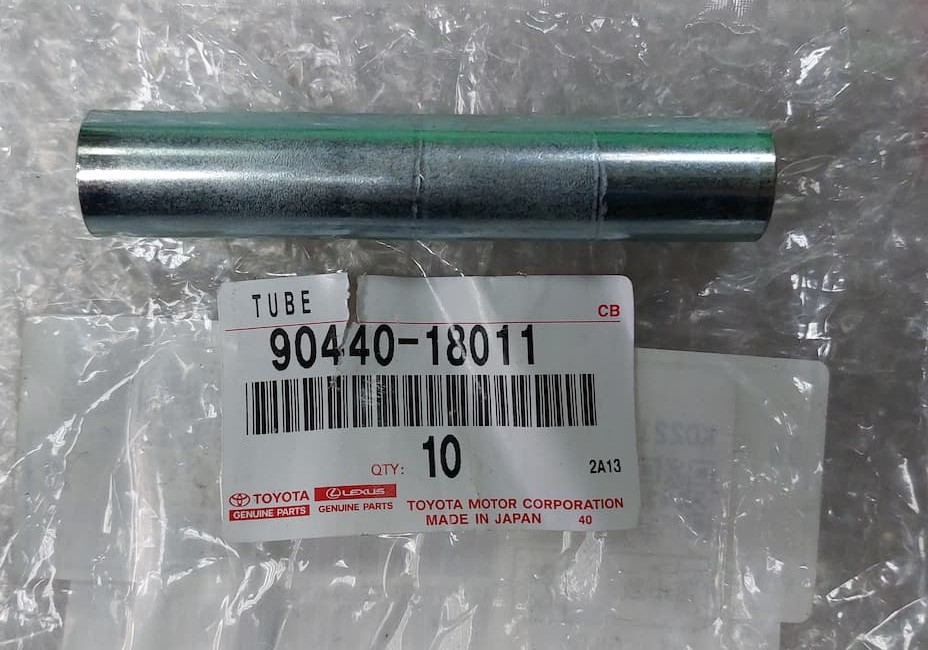 TUBE
CB
90440-18011
QTY: 10
2A13
TOYOTA
GENUINE PARTS
LEXUS
GENUINE PARTS
TOYOTA MOTOR CORPORATION
MADE IN JAPAN 40